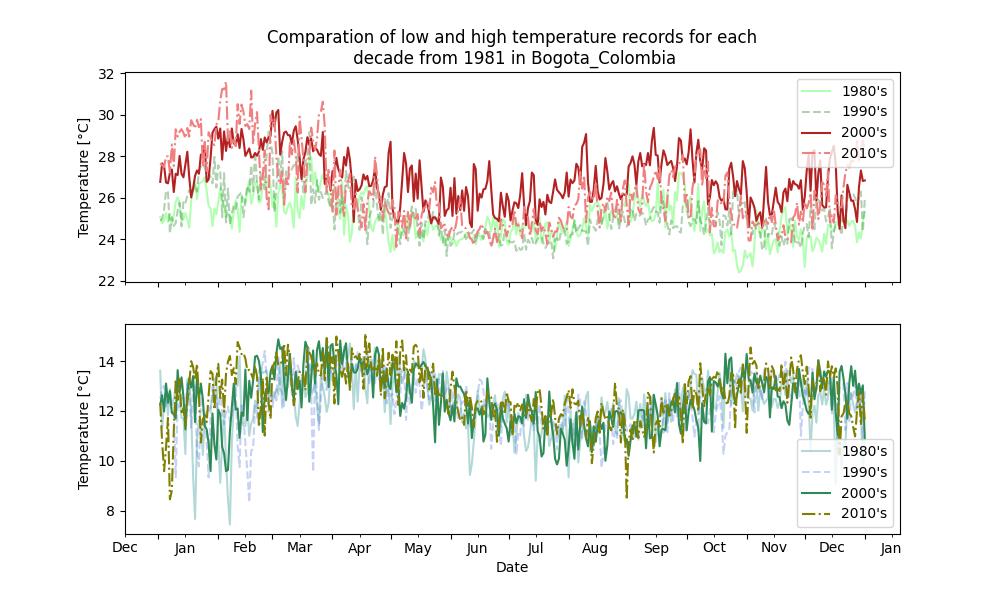 Comparation of low and high temperature records for each
decade from 1981 in Bogota_Colombia
32
30
28
26
24
22
Temperature [°C]
1980's
1990's
2000's
2010's
14
12
10
8
Temperature [°C]
1980's
1990's
2000's
2010's
Dec Jan Feb Mar Apr May Jun Jul Aug Sep Oct Nov Dec Jan
Date